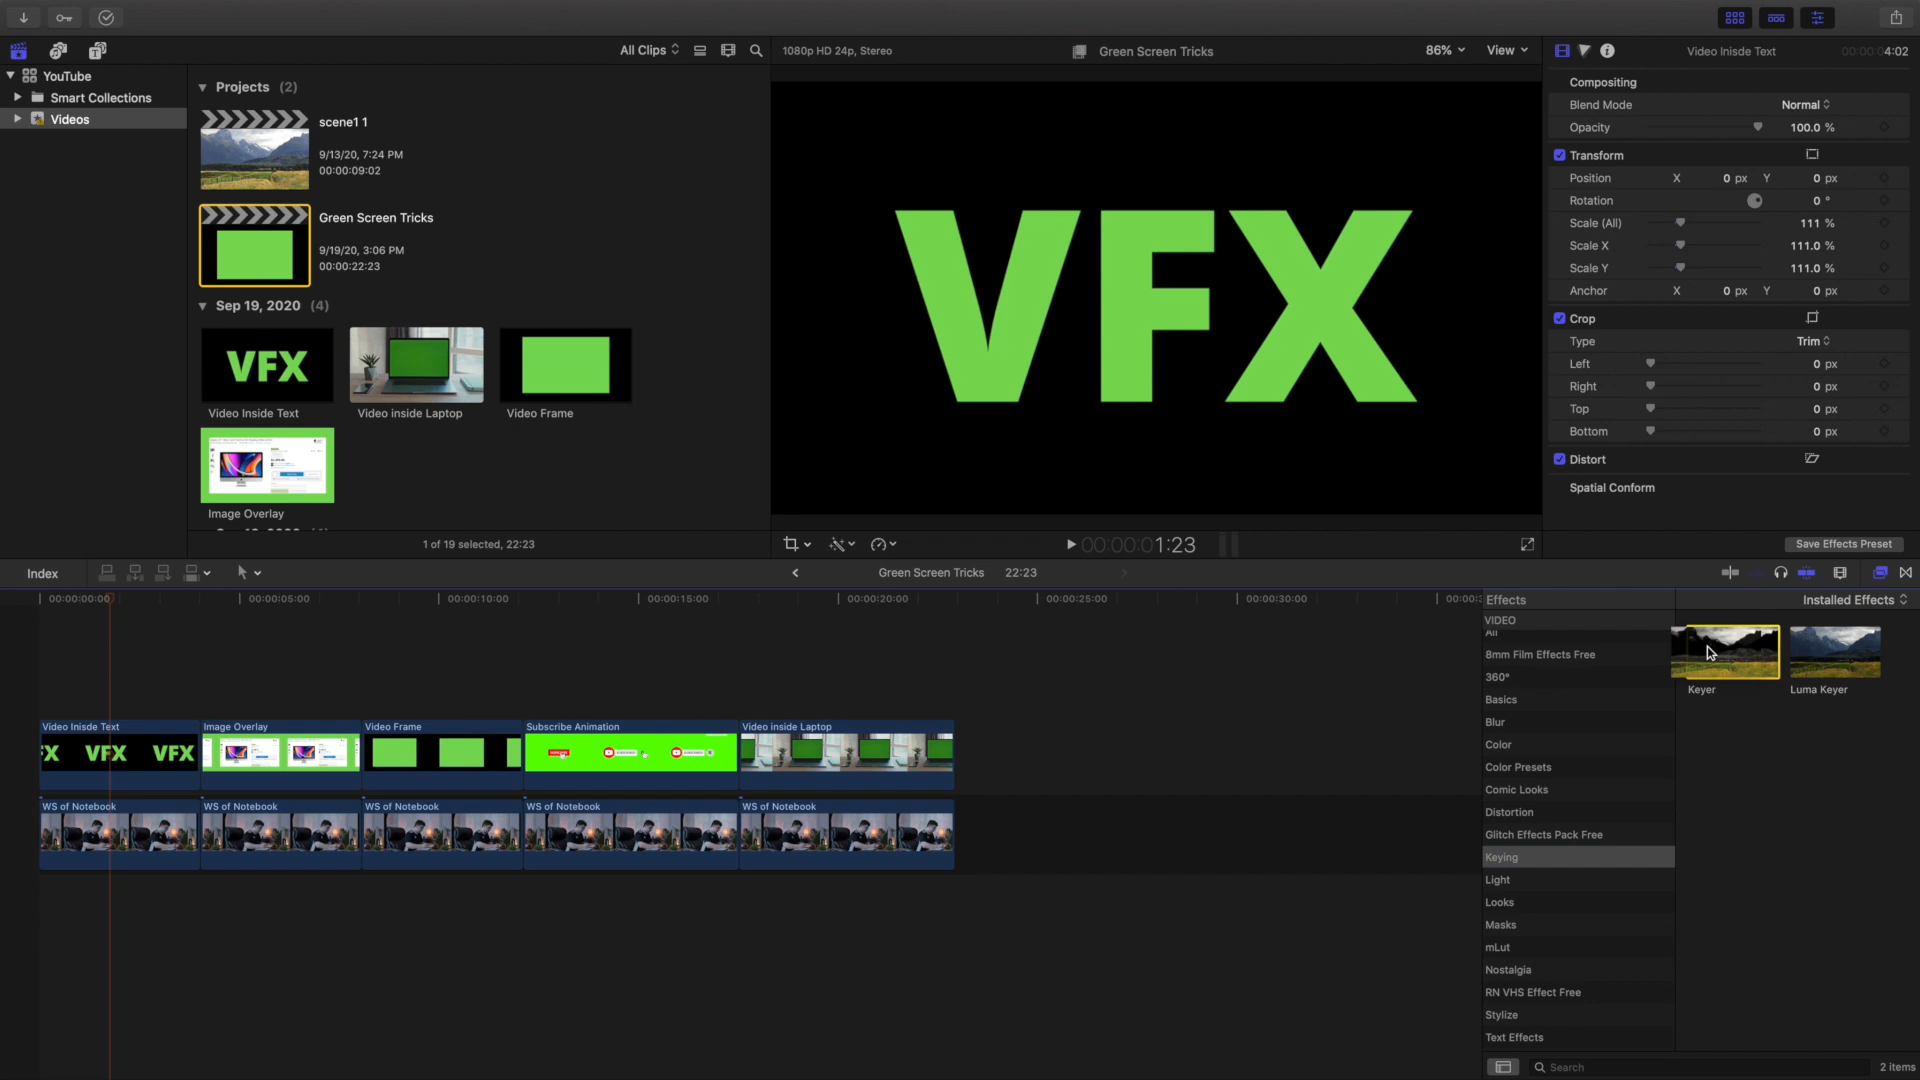 All Clips
1080p HD 24p, Stereo
Green Screen Tricks
86%
View
Video Inisde Text
00:00:04:02
YouTube
Smart Collections
Videos
Projects (2)
scene1 1
9/13/20, 7:24 PM
00:00:09:02
Green Screen Tricks
9/19/20, 3:06 PM
00:00:22:23
Sep 19, 2020 (4)
VFX
Video Inside Text
Video inside Laptop
Video Frame
Image Overlay
1 of 19 selected, 22:23
VFX
00:00:01:23
Compositing
Blend Mode Normal
Opacity 100.0 %
Transform
Position X 0 px Y 0 px
Rotation 0 °
Scale (All) 111 %
Scale X 111.0 %
Scale Y 111.0 %
Anchor X 0 px Y 0 px
Crop
Type Trim
Left 0 px
Right 0 px
Top 0 px
Bottom 0 px
Distort
Spatial Conform
Save Effects Preset
Index
Green Screen Tricks 22:23
00:00:00:00 00:00:05:00 00:00:10:00 00:00:15:00 00:00:20:00 00:00:25:00 00:00:30:00
Video Inisde Text Image Overlay Video Frame Subscribe Animation Video inside Laptop
FX VFX VFX
WS of Notebook WS of Notebook WS of Notebook WS of Notebook WS of Notebook
Effects
Installed Effects
VIDEO
All
8mm Film Effects Free
360°
Basics
Blur
Color
Color Presets
Comic Looks
Distortion
Glitch Effects Pack Free
Keying
Light
Looks
Masks
mLut
Nostalgia
RN VHS Effect Free
Stylize
Text Effects
Keyer
Luma Keyer
Search
2 items